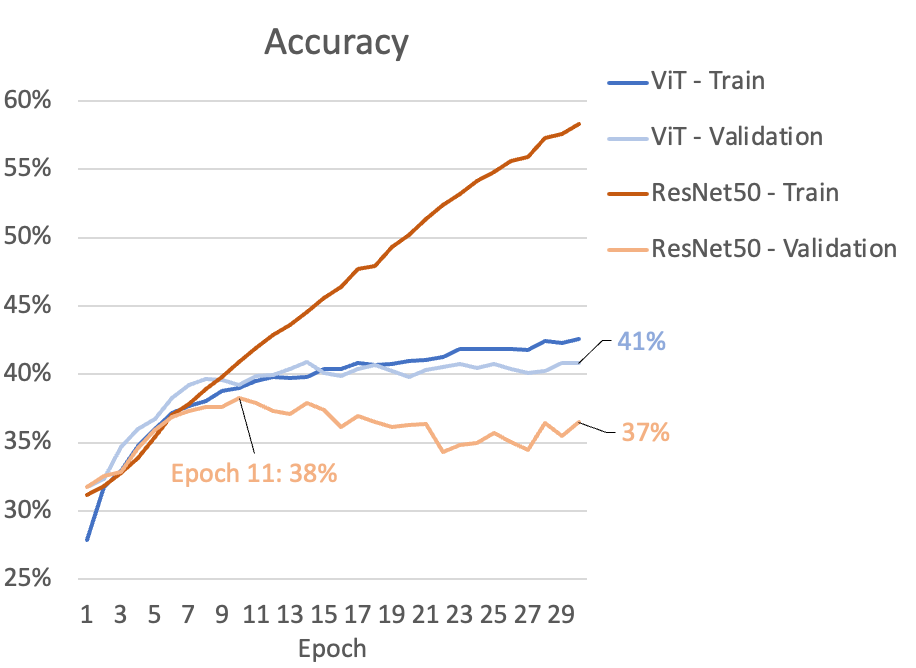 Accuracy
60%
55%
50%
45%
40%
35%
30%
25%
1 3 5 7 9 11 13 15 17 19 21 23 25 27 29
Epoch
ViT - Train
ViT - Validation
ResNet50 - Train
ResNet50 - Validation
41%
37%
Epoch 11: 38%